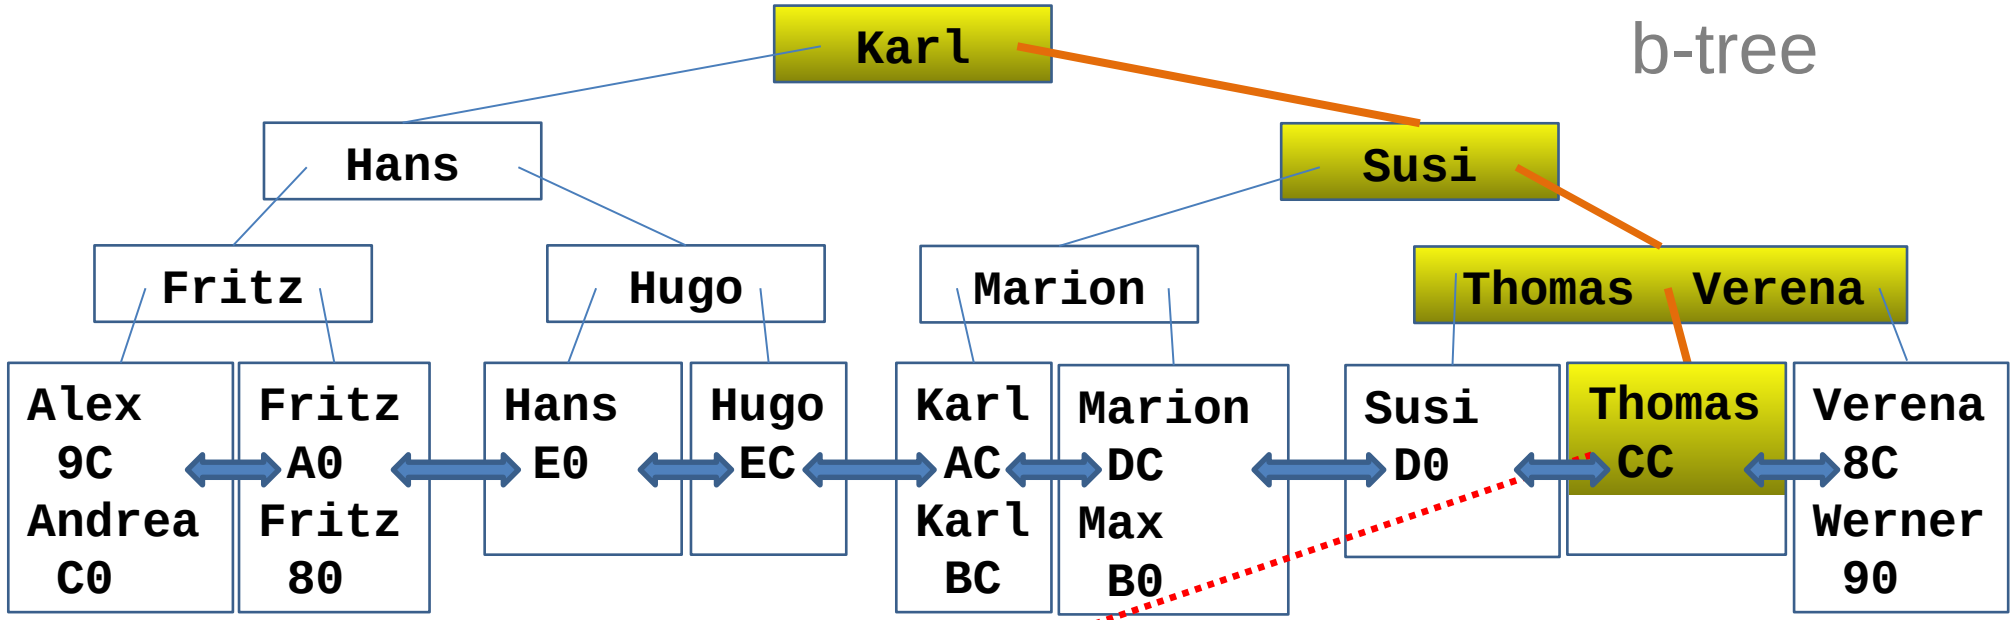 b-tree
Karl
Hans
Susi
Fritz
Hugo
Marion
Thomas Verena
Alex
9C
Andrea
C0
Fritz
A0
Fritz
80
Hans
E0
Hugo
EC
Karl
AC
Karl
BC
Marion
DC
Max
B0
Susi
D0
Thomas
CC
Verena
8C
Werner
90